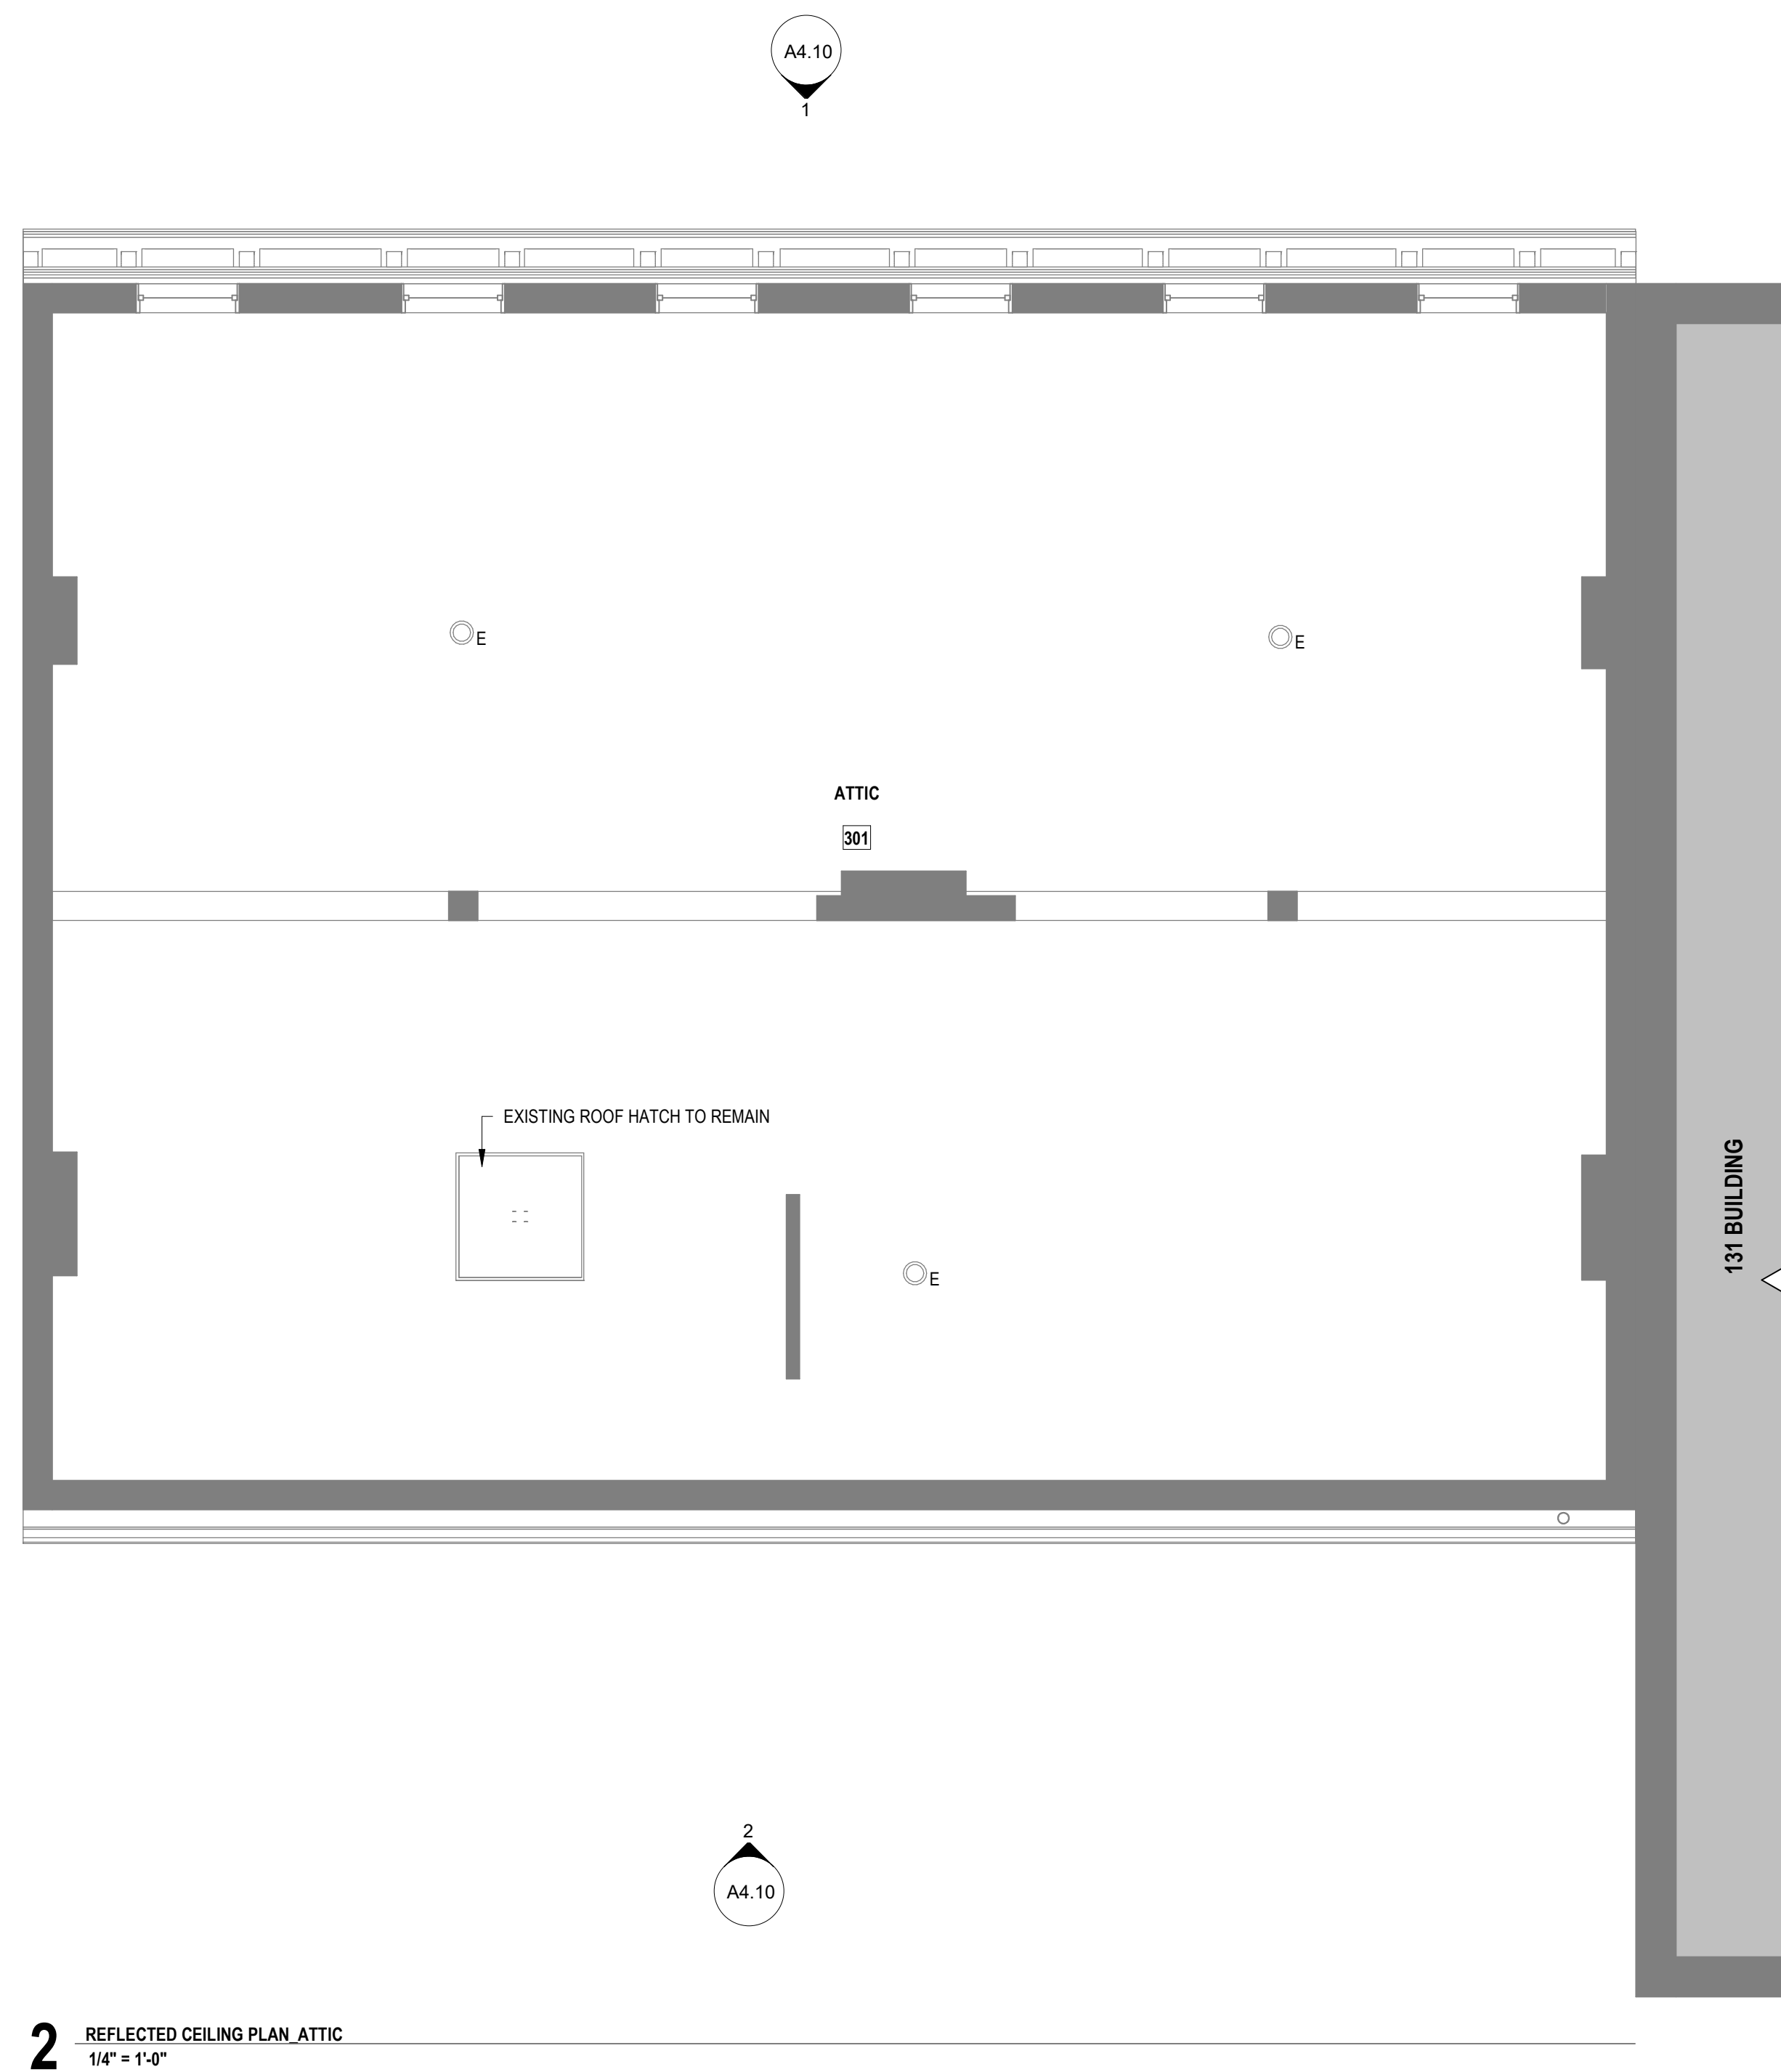 A4.10
1
E
E
ATTIC
301
EXISTING ROOF HATCH TO REMAIN
131 BUILDING
E
2
A4.10
2
REFLECTED CEILING PLAN_ATTIC
1/4" = 1'-0"